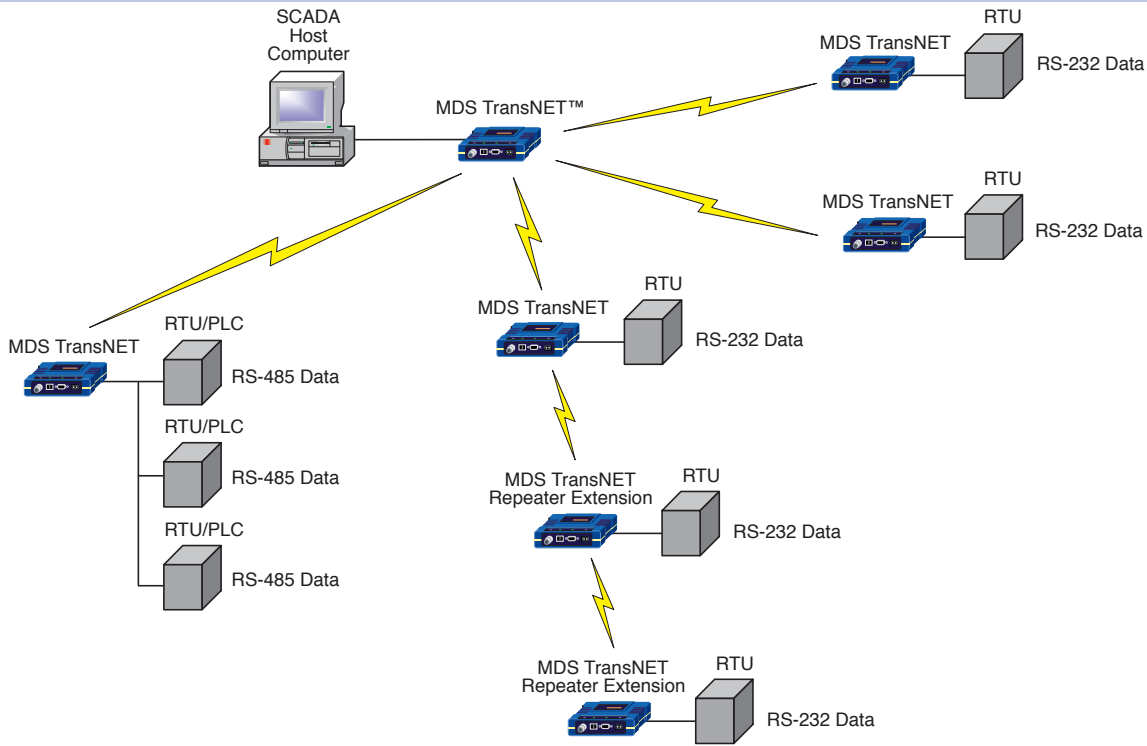 SCADA
Host
Computer
MDS TransNET™
MDS TransNET
RTU
RS-232 Data
MDS TransNET
RTU
RS-232 Data
MDS TransNET
RTU
RS-232 Data
MDS TransNET
RTU/PLC
RS-485 Data
RTU/PLC
RS-485 Data
RTU/PLC
RS-485 Data
MDS TransNET
Repeater Extension
RTU
RS-232 Data
MDS TransNET
Repeater Extension
RTU
RS-232 Data